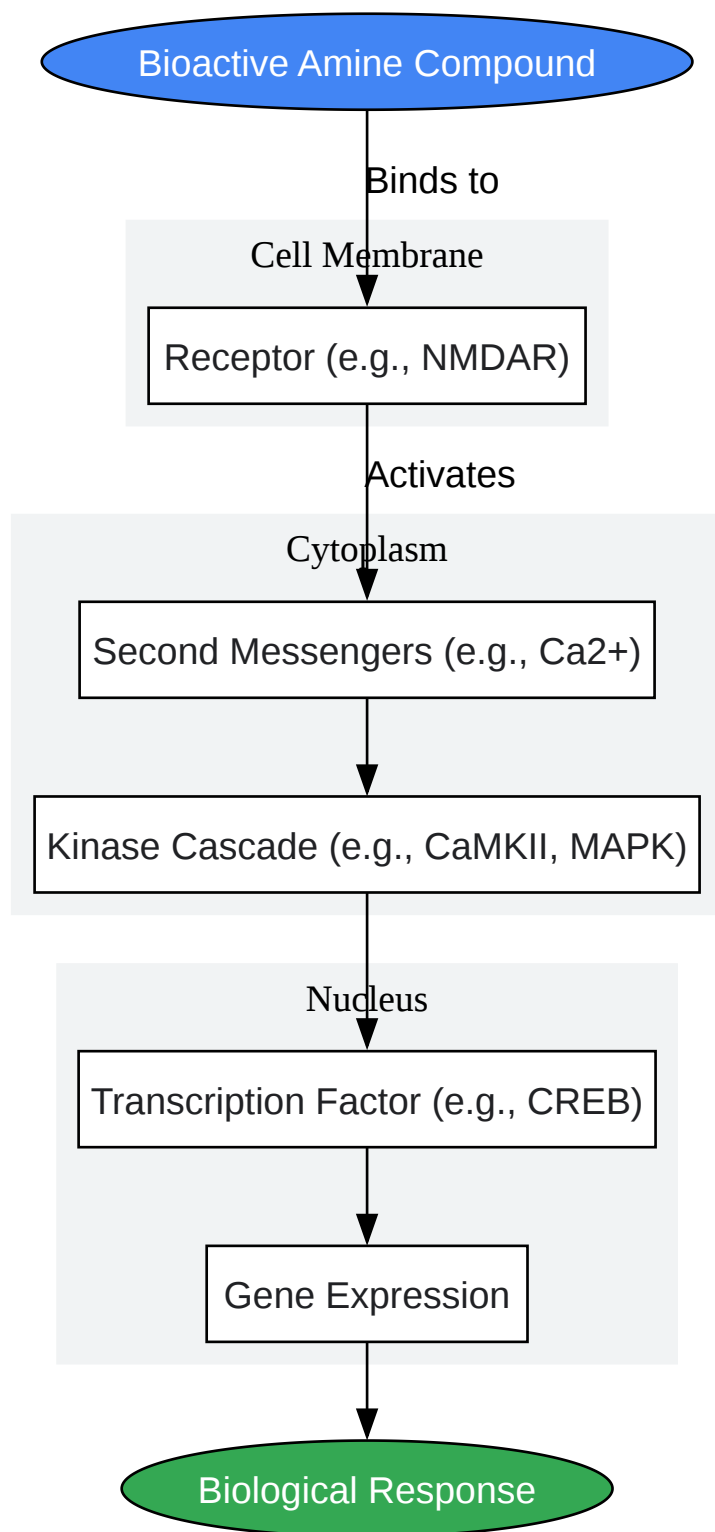 Bioactive Amine Compound
Binds to
Cell Membrane
Receptor (e.g., NMDAR)
Activates
Cytoplasm
Second Messengers (e.g., Ca2+)
Kinase Cascade (e.g., CaMKII, MAPK)
Nucleus
Transcription Factor (e.g., CREB)
Gene Expression
Biological Response